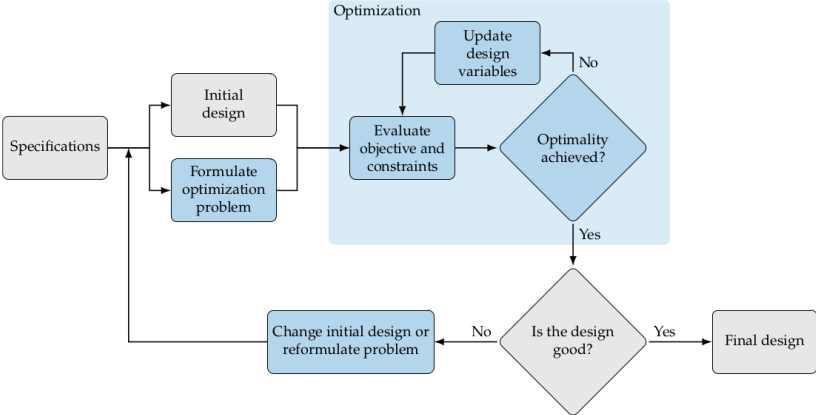 Optimization
Update
design
variables
No
Initial
design
Specifications
Evaluate
objective and
constraints
Optimality
achieved?
Formulate
optimization
problem
Yes
Change initial design or
reformulate problem
No
Is the design
good?
Yes
Final design